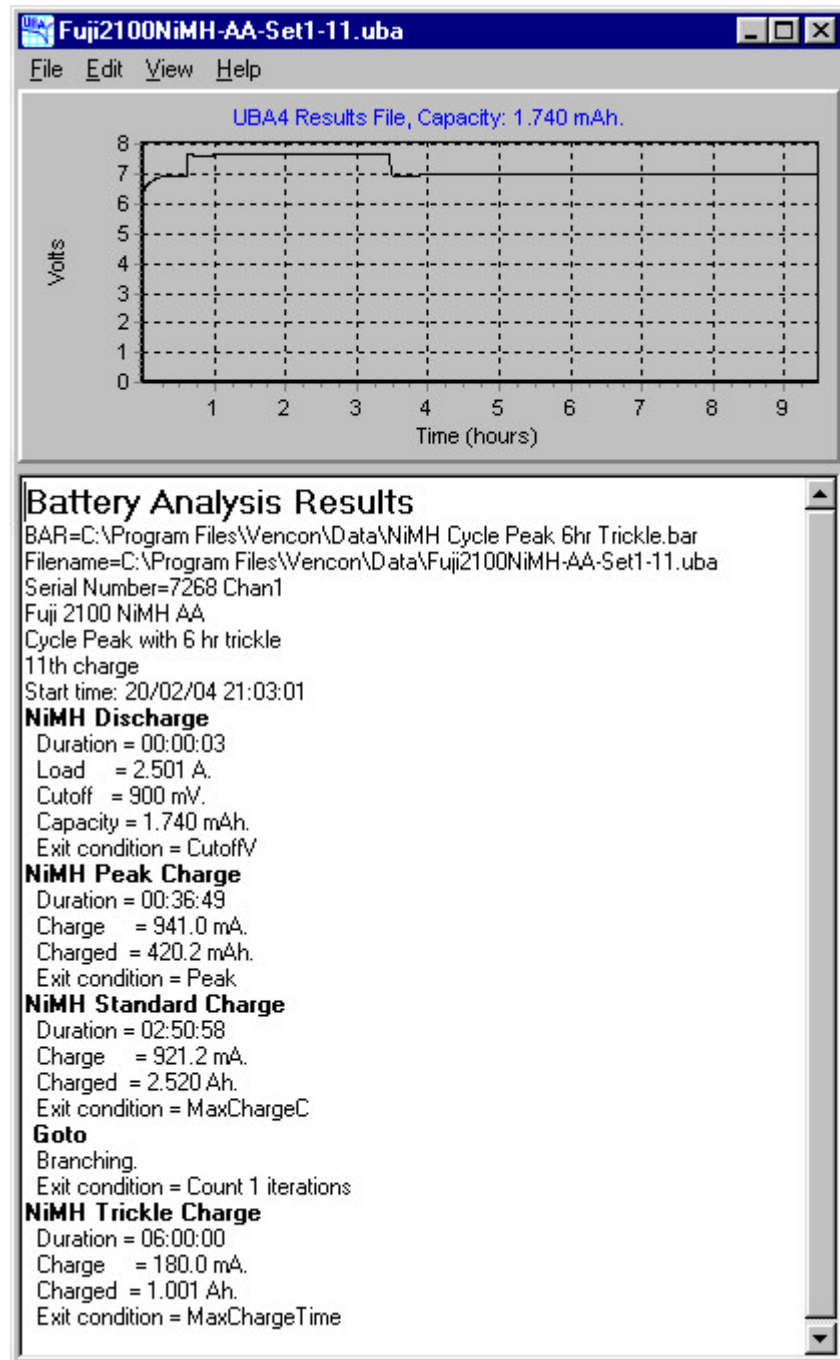 Fuji2100NiMH-AA-Set1-11.uba
File Edit View Help
UBA4 Results File, Capacity: 1.740 mAh.
8
7
6
5
4
3
2
1
0
Volts
1 2 3 4 5 6 7 8 9
Time (hours)
Battery Analysis Results
BAR=C:\Program Files\Vencon\Data\NiMH Cycle Peak 6hr Trickle.bar
Filename=C:\Program Files\Vencon\Data\Fuji2100NiMH-AA-Set1-11.uba
Serial Number=7268 Chan1
Fuji 2100 NiMH AA
Cycle Peak with 6 hr trickle
11th charge
Start time: 20/02/04 21:03:01
NiMH Discharge
Duration = 00:00:03
Load = 2.501 A.
Cutoff = 900 mV.
Capacity = 1.740 mAh.
Exit condition = CutoffV
NiMH Peak Charge
Duration = 00:36:49
Charge = 941.0 mA.
Charged = 420.2 mAh.
Exit condition = Peak
NiMH Standard Charge
Duration = 02:50:58
Charge = 921.2 mA.
Charged = 2.520 Ah.
Exit condition = MaxChargeC
Goto
Branching.
Exit condition = Count 1 iterations
NiMH Trickle Charge
Duration = 06:00:00
Charge = 180.0 mA.
Charged = 1.001 Ah.
Exit condition = MaxChargeTime